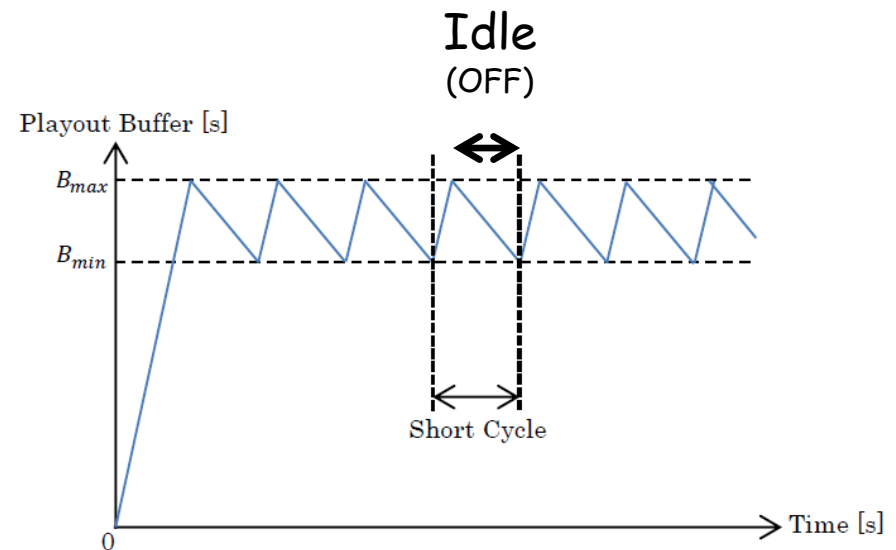 Idle
(OFF)
Playout Buffer [s]
B_max
B_min
Short Cycle
0
Time [s]